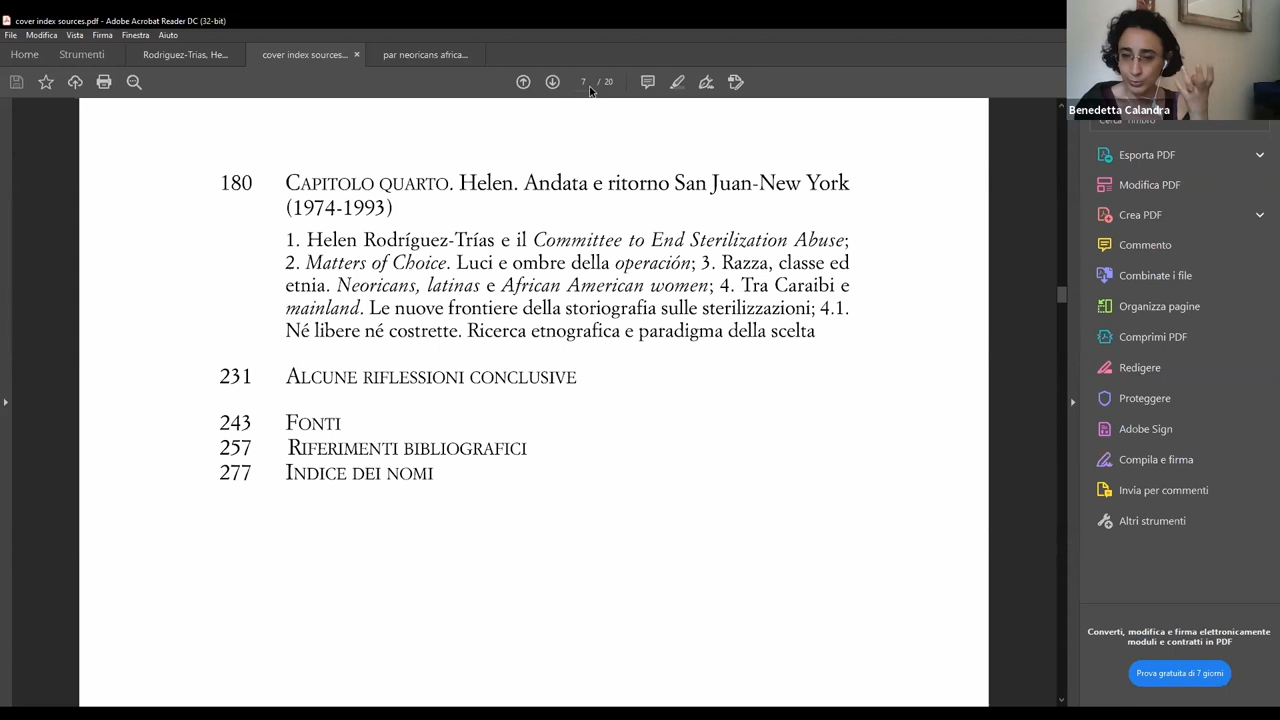 cover index sources.pdf - Adobe Acrobat Reader DC (32-bit)
File Modifica Vista Firma Finestra Aiuto
Home Strumenti Rodriguez-Trias, He... cover index sources... × par neoricans africa...
7 / 20
Benedetta Calandra
180 CAPITOLO QUARTO. Helen. Andata e ritorno San Juan-New York
(1974-1993)
1. Helen Rodríguez-Trías e il Committee to End Sterilization Abuse;
2. Matters of Choice. Luci e ombre della operación; 3. Razza, classe ed
etnia. Neoricans, latinas e African American women; 4. Tra Caraibi e
mainland. Le nuove frontiere della storiografia sulle sterilizzazioni; 4.1.
Né libere né costrette. Ricerca etnografica e paradigma della scelta
231 ALCUNE RIFLESSIONI CONCLUSIVE
243 FONTI
257 RIFERIMENTI BIBLIOGRAFICI
277 INDICE DEI NOMI
Esporta PDF
Modifica PDF
Crea PDF
Commento
Combinate i file
Organizza pagine
Comprimi PDF
Redigere
Proteggere
Adobe Sign
Compila e firma
Invia per commenti
Altri strumenti
Converti, modifica e firma elettronicamente
moduli e contratti in PDF
Prova gratuita di 7 giorni